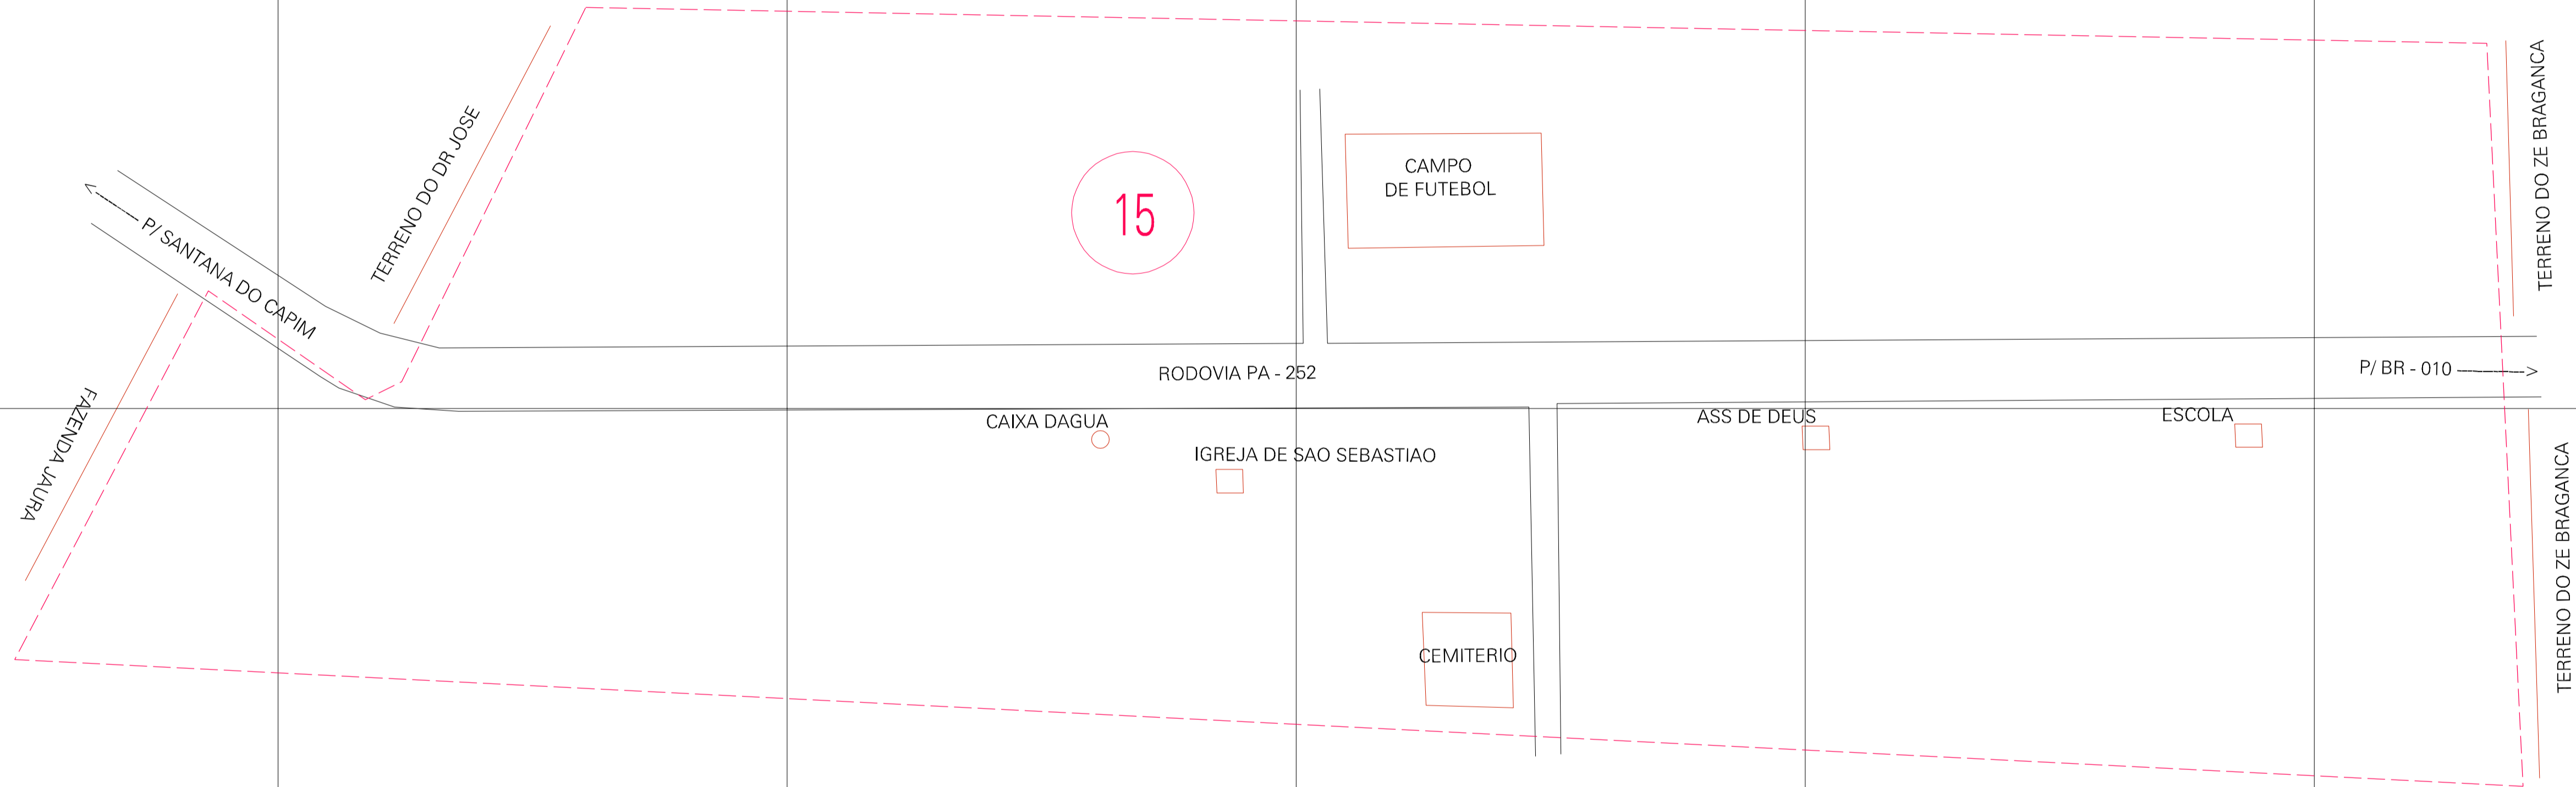 TERRENO DO DR JOSE
TERRENO DO ZE BRAGANCA
CAMPO
DE FUTEBOL
15
<------- P/ SANTANA DO CAPIM
RODOVIA PA - 252
P/ BR - 010 ---------->
FAZENDA JAURA
CAIXA DAGUA
IGREJA DE SAO SEBASTIAO
ASS DE DEUS
ESCOLA
TERRENO DO ZE BRAGANCA
CEMITERIO